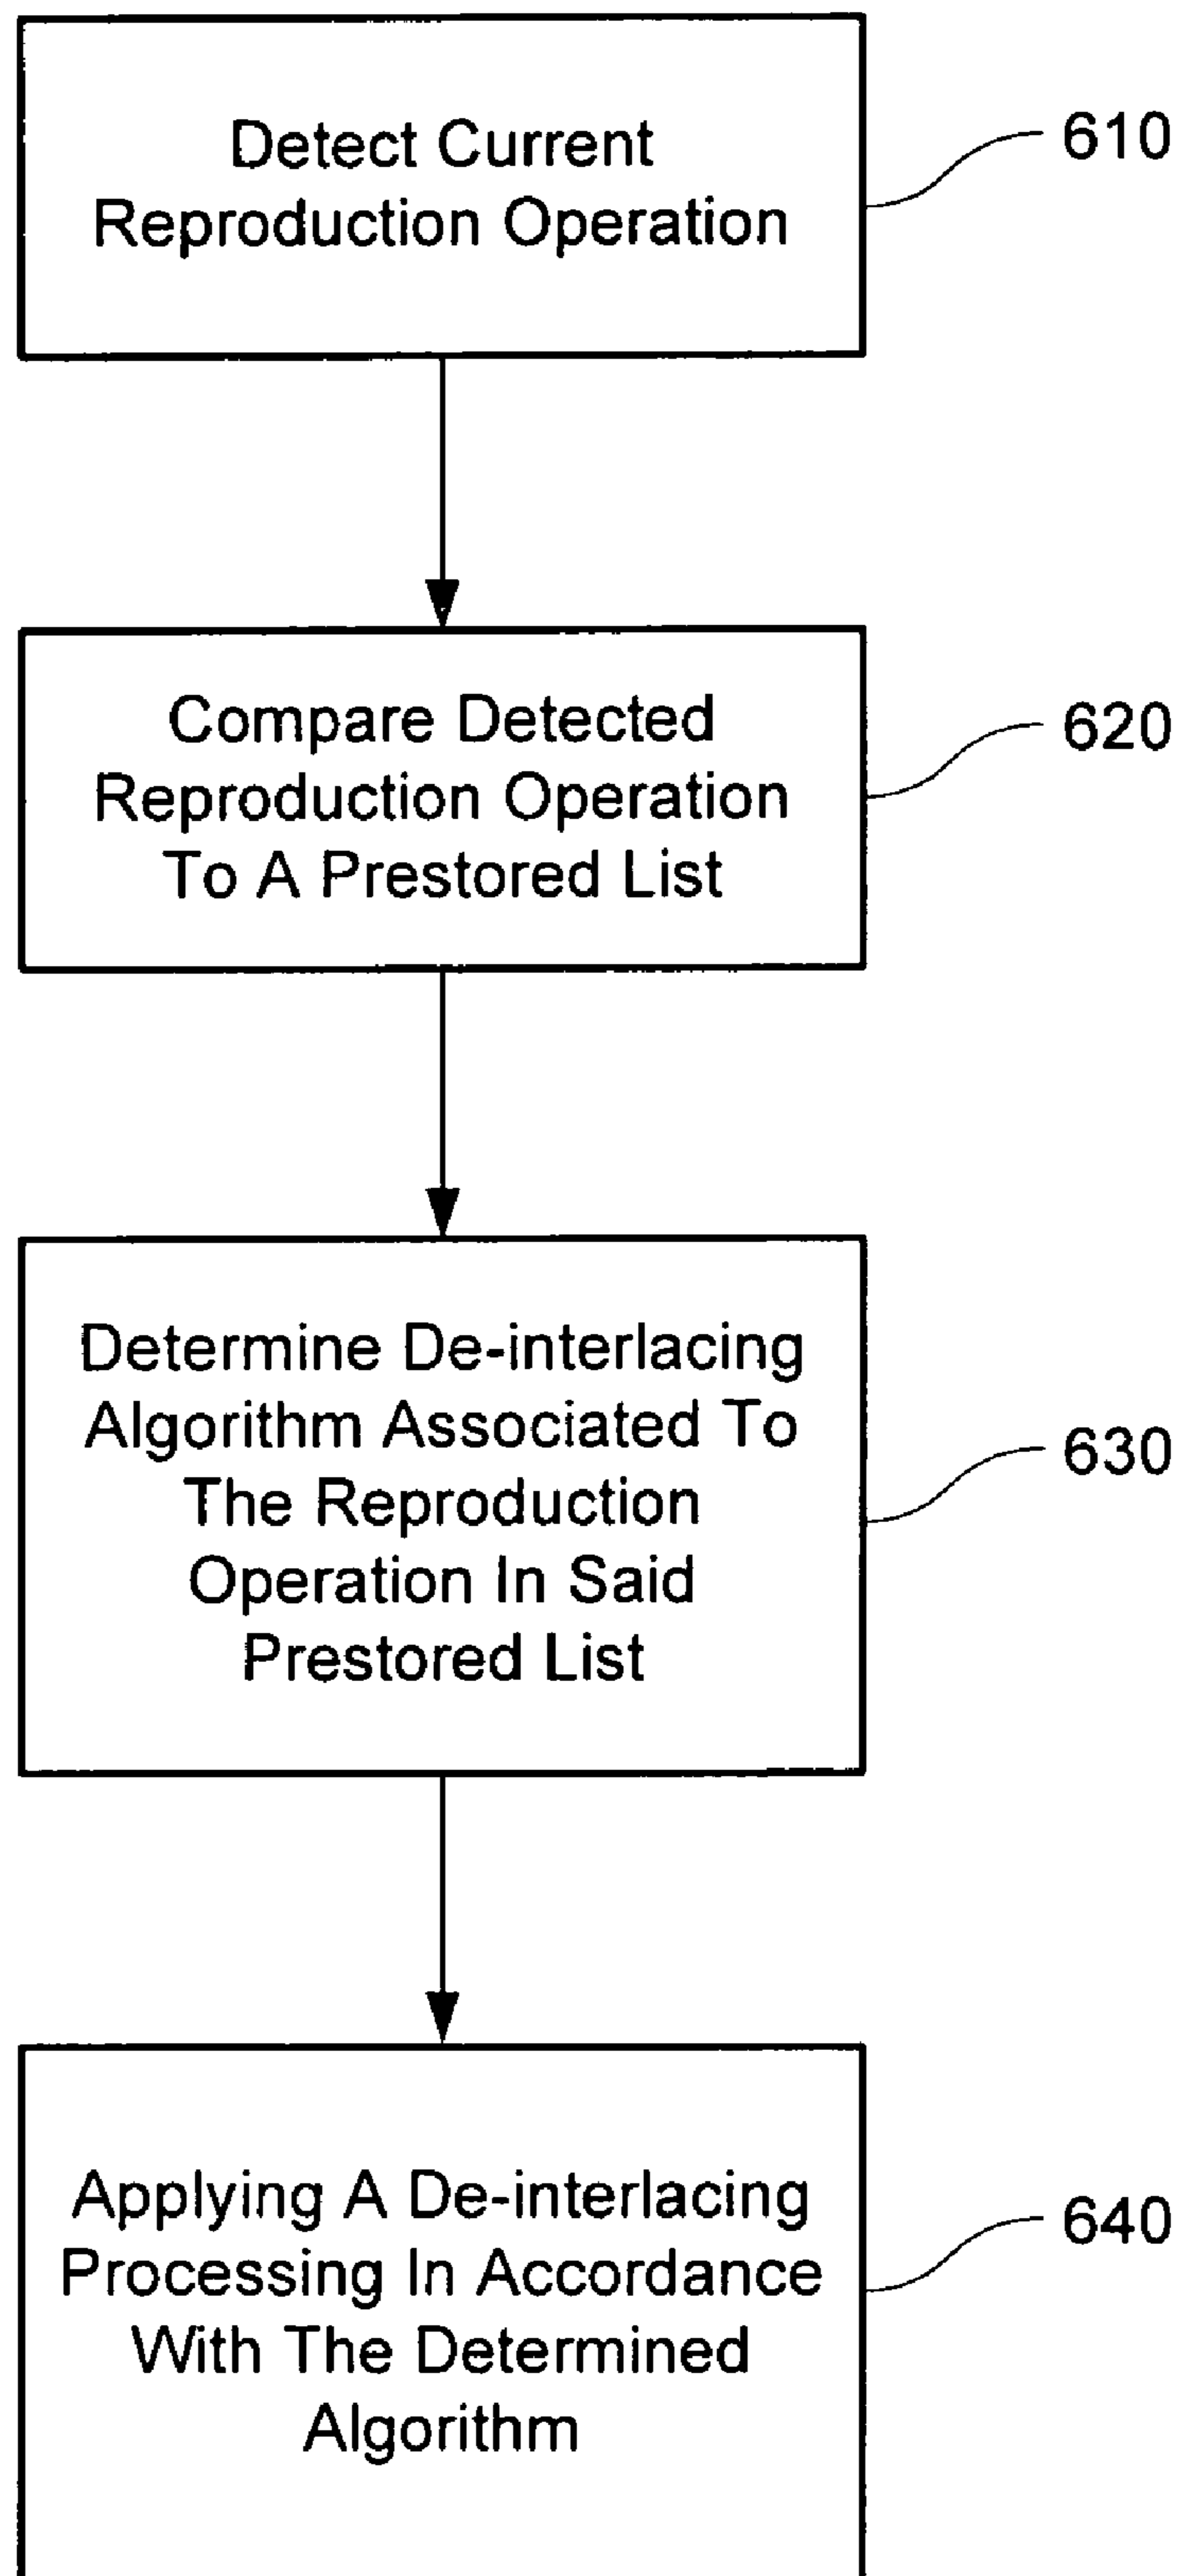 Detect Current
Reproduction Operation
610
Compare Detected
Reproduction Operation
To A Prestored List
620
Determine De-interlacing
Algorithm Associated To
The Reproduction
Operation In Said
Prestored List
630
Applying A De-interlacing
Processing In Accordance
With The Determined
Algorithm
640